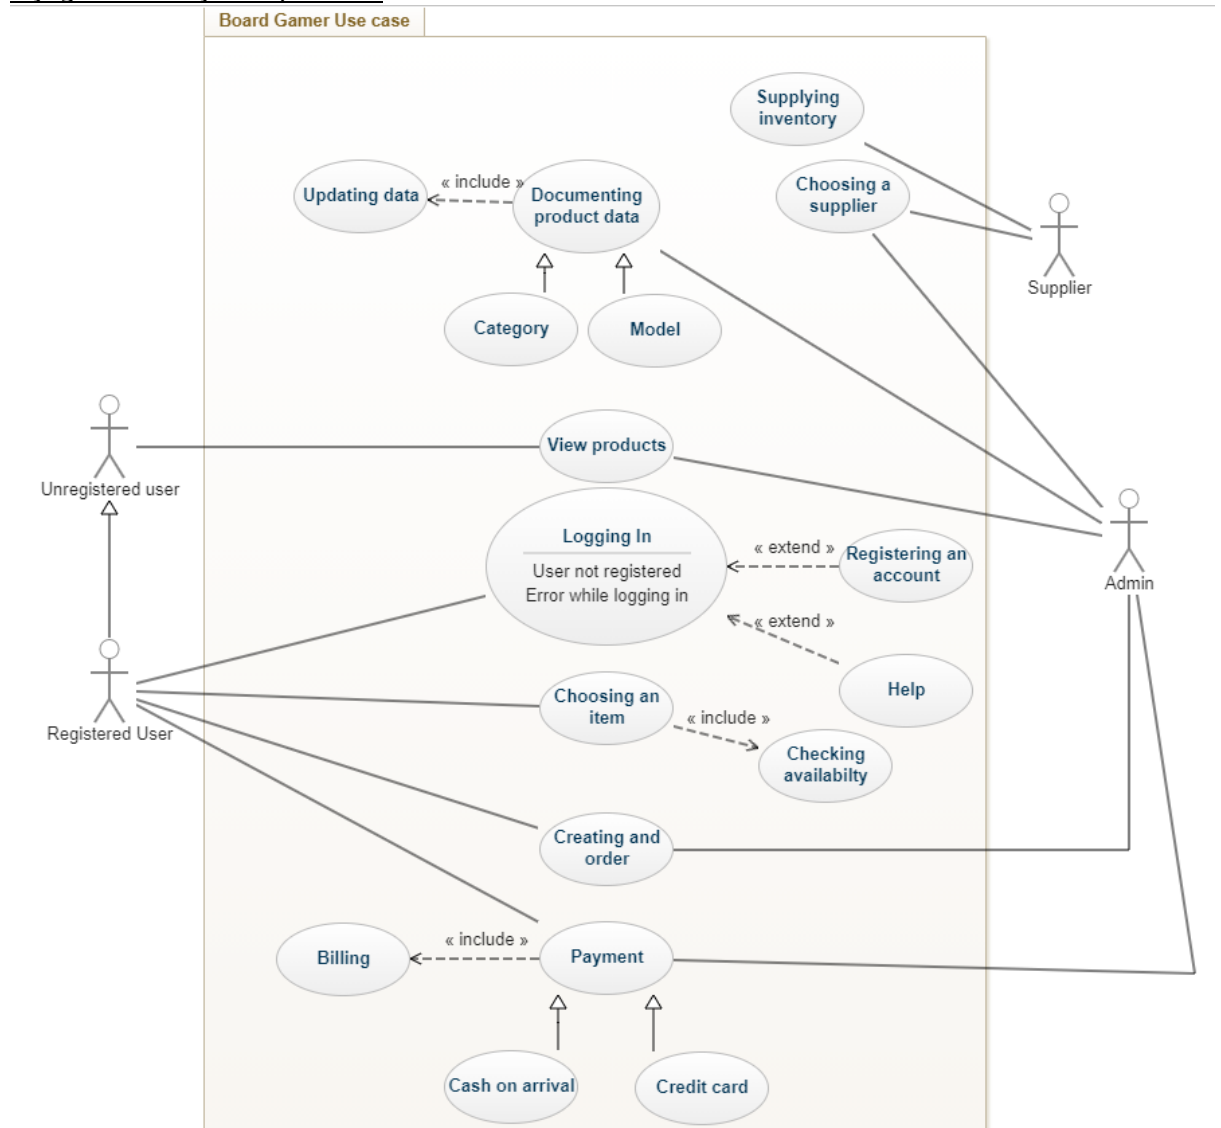 Board Gamer Use case
Supplying
inventory
Choosing a
supplier
Supplier
Updating data
« include »
Documenting
product data
Category
Model
Unregistered user
View products
Logging In
User not registered
Error while logging in
« extend »
Registering an
account
Admin
« extend »
Help
Registered User
Choosing an
item
« include »
Checking
availabilty
Creating and
order
Billing
« include »
Payment
Cash on arrival
Credit card